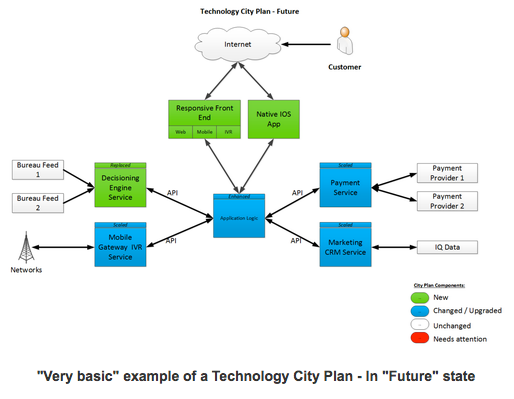 Technology City Plan - Future
Internet
Customer
Responsive Front
End
Web Mobile IVR
Native IOS
App
Bureau Feed
1
Bureau Feed
2
Replaced
Decisioning
Engine
Service
API
Scaled
Mobile
Gateway IVR
Service
API
Networks
Enhanced
Application Logic
API
Scaled
Payment
Service
Payment
Provider 1
Payment
Provider 2
API
Scaled
Marketing
CRM Service
IQ Data
City Plan Components:
New
Changed / Upgraded
Unchanged
Needs attention
"Very basic" example of a Technology City Plan - In "Future" state